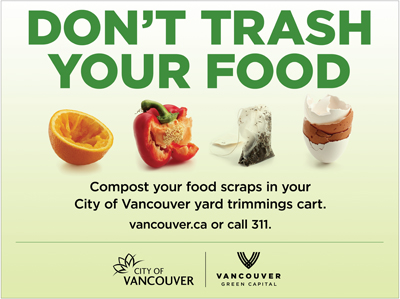 DON'T TRASH
YOUR FOOD
Compost your food scraps in your
City of Vancouver yard trimmings cart.
vancouver.ca or call 311.
CITY OF
VANCOUVER
VANCOUVER
GREEN CAPITAL